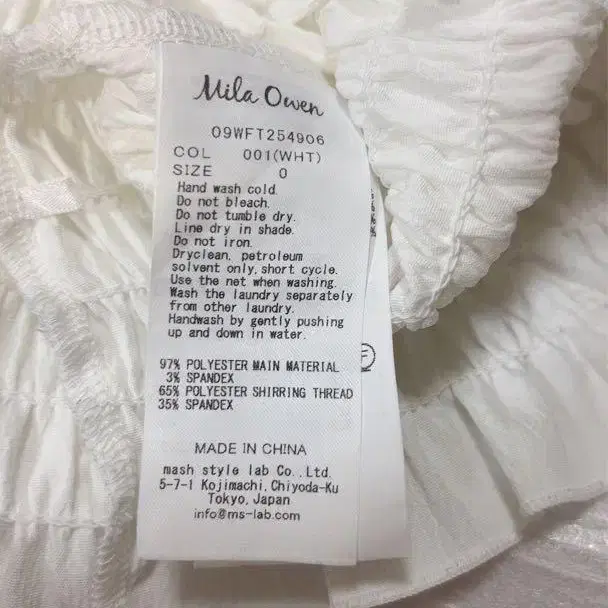 Mila Owen
09WFT254906
COL 001(WHT)
SIZE 0
Hand wash cold.
Do not bleach.
Do not tumble dry.
Line dry in shade.
Do not iron.
Dryclean, petroleum
solvent only, short cycle.
Use the net when washing.
Wash the laundry separately
from other laundry.
Handwash by gently pushing
up and down in water.
97% POLYESTER MAIN MATERIAL
3% SPANDEX
65% POLYESTER SHIRRING THREAD
35% SPANDEX
MADE IN CHINA
mash style lab Co.,Ltd.
5-7-1 Kojimachi,Chiyoda-Ku
Tokyo,Japan
info@ms-lab.com
%
%
%
%
F